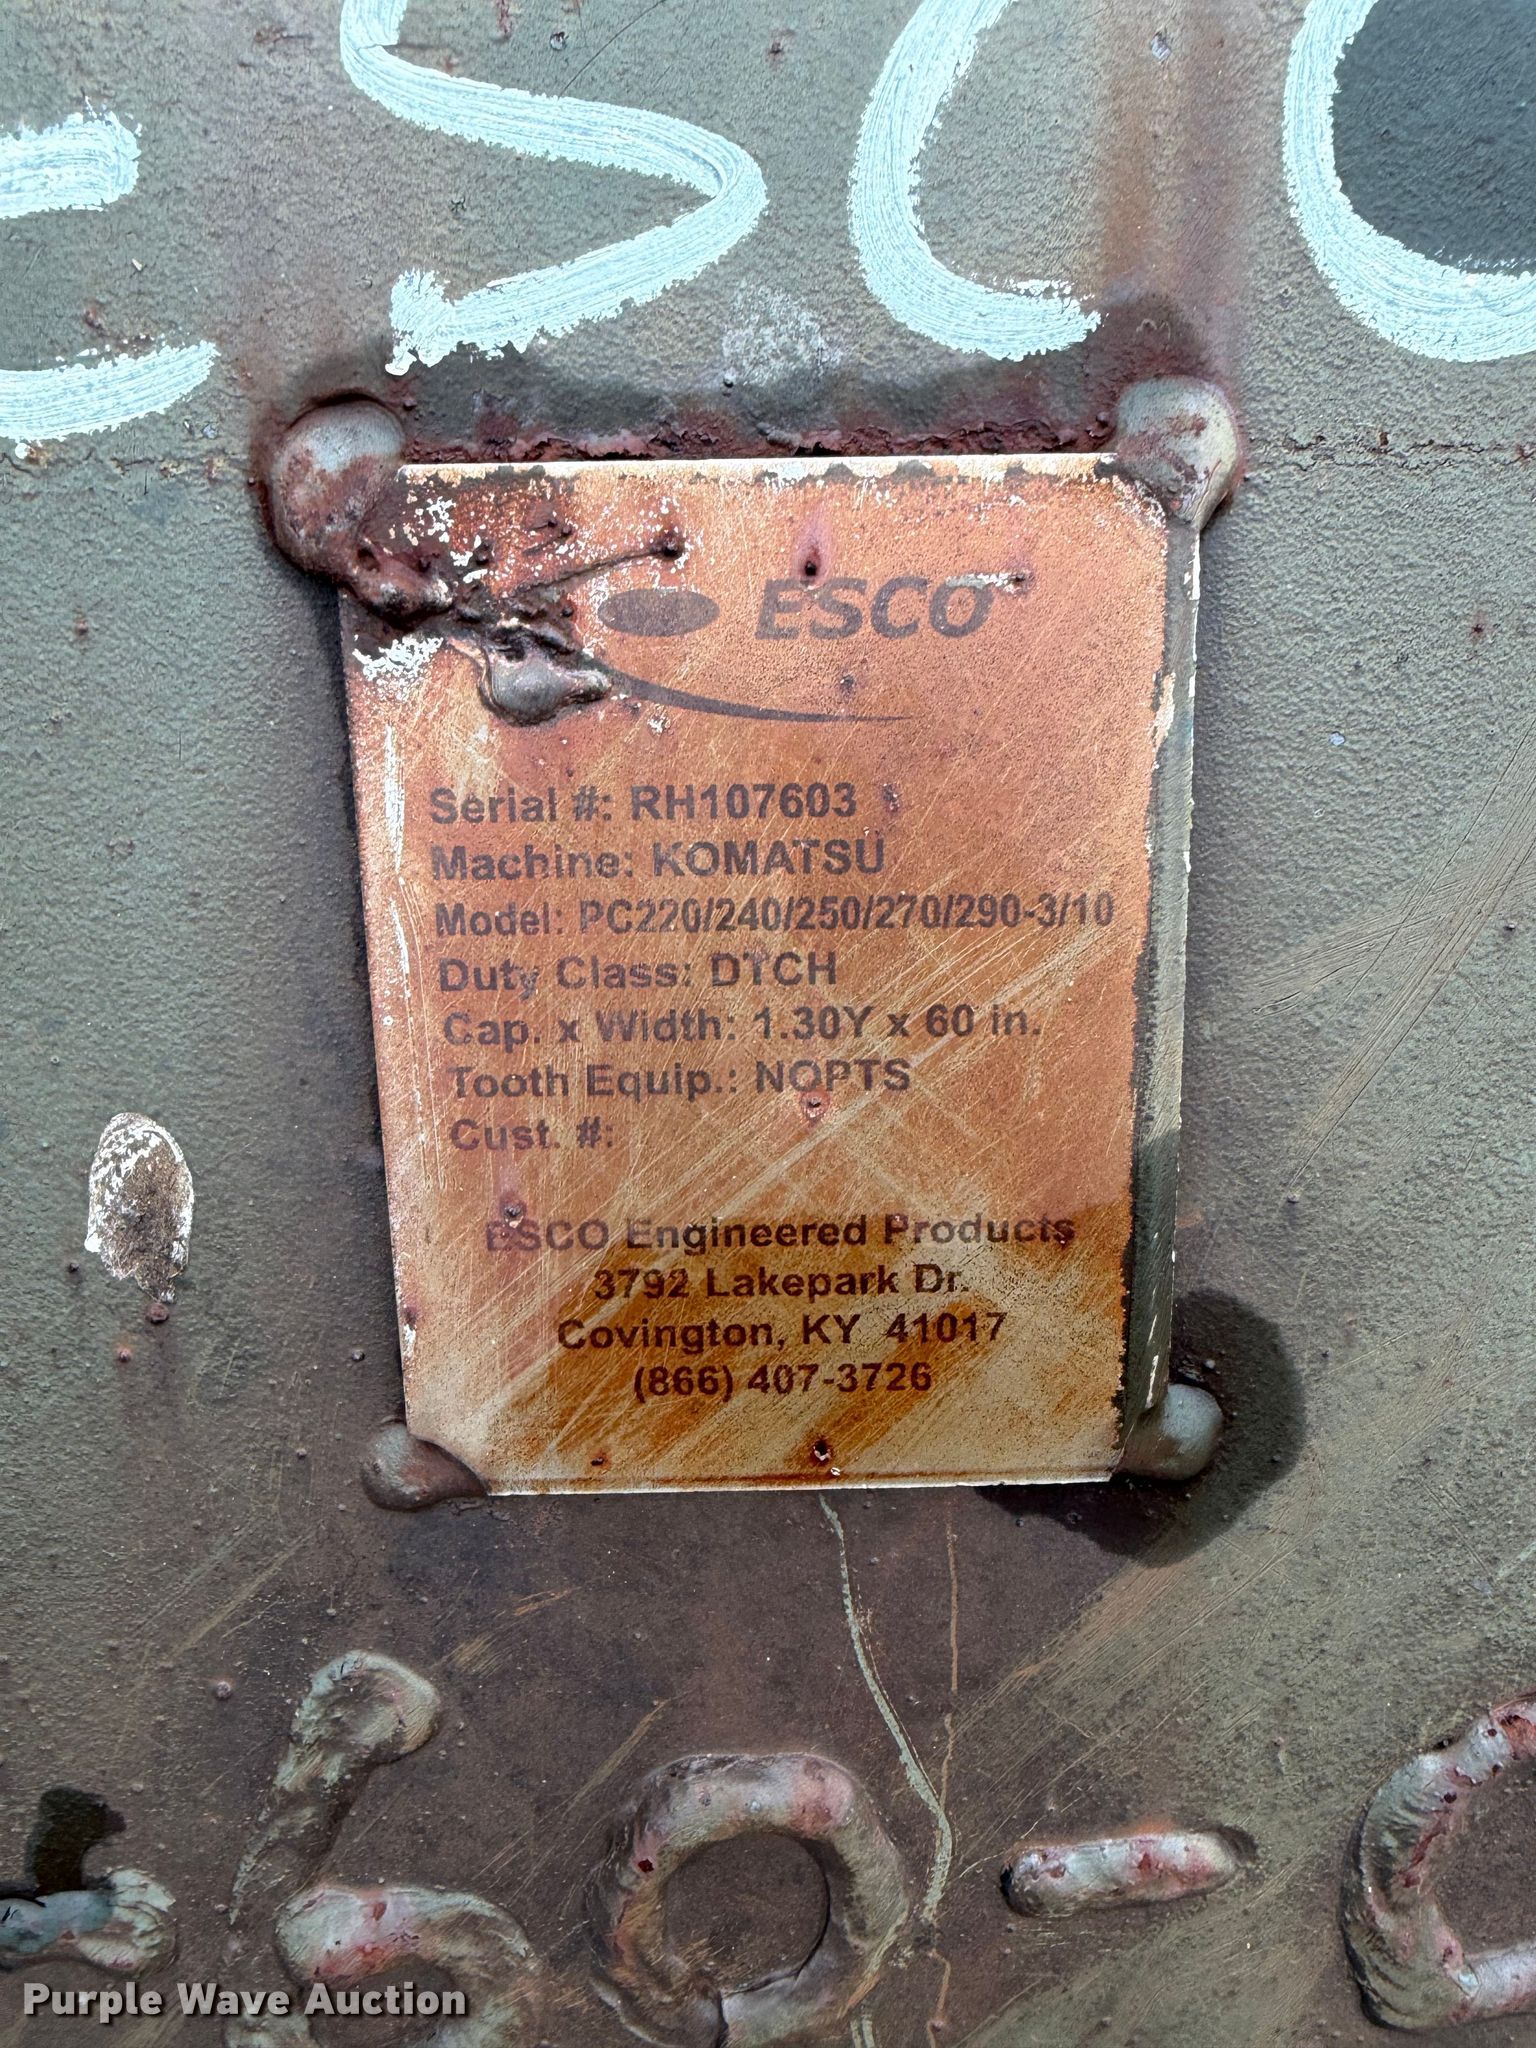 ESCO
ESCO
Serial #: RH107603
Machine: KOMATSU
Model: PC220/240/250/270/290-3/10
Duty Class: DTCH
Cap. x Width: 1.30Y x 60 in.
Tooth Equip.: NOPTS
Cust. #:
ESCO Engineered Products
3792 Lakepark Dr.
Covington, KY 41017
(866) 407-3726
Purple Wave Auction